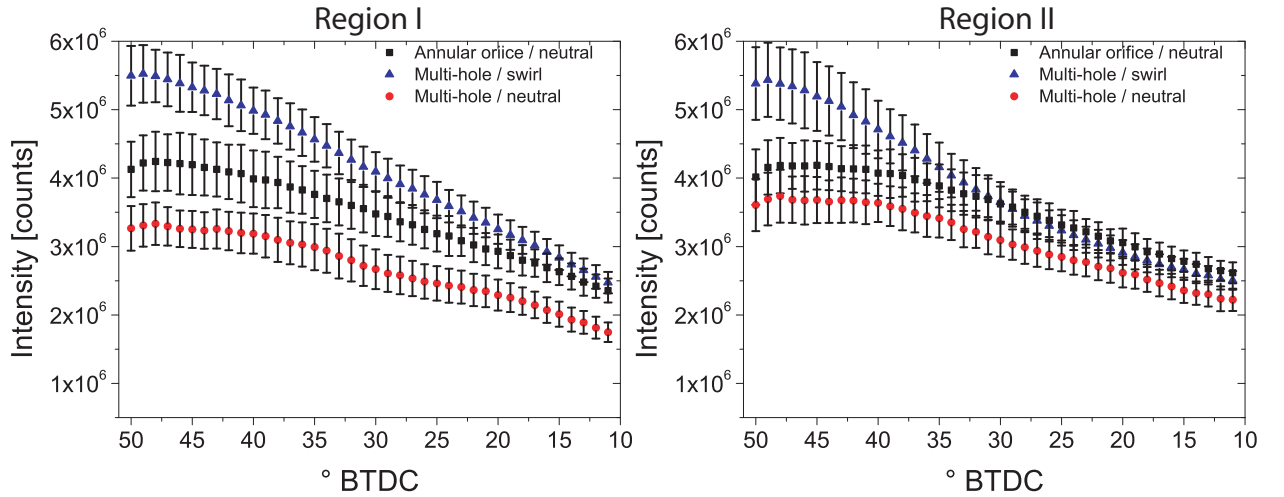 Region I
6x10⁶
5x10⁶
4x10⁶
3x10⁶
2x10⁶
1x10⁶
Intensity [counts]
Annular orifice / neutral
Multi-hole / swirl
Multi-hole / neutral
50 45 40 35 30 25 20 15 10
° BTDC
Region II
6x10⁶
5x10⁶
4x10⁶
3x10⁶
2x10⁶
1x10⁶
Intensity [counts]
Annular orifice / neutral
Multi-hole / swirl
Multi-hole / neutral
50 45 40 35 30 25 20 15 10
° BTDC